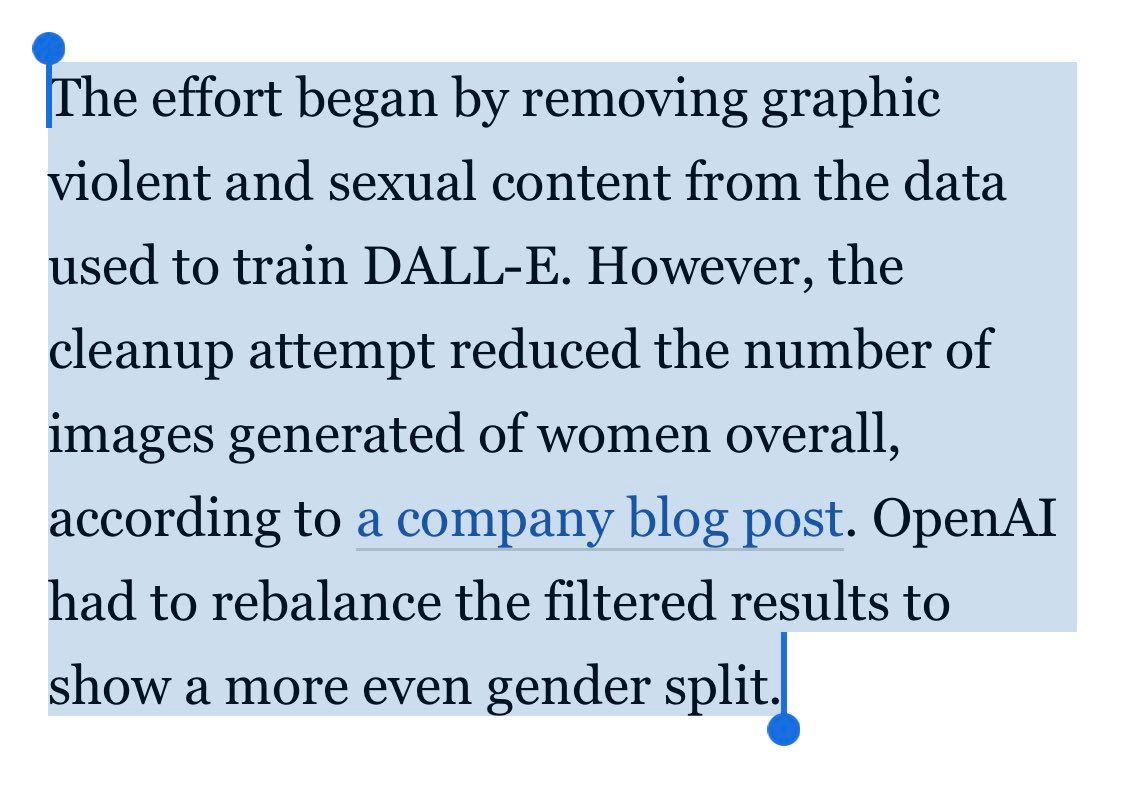 The effort began by removing graphic
violent and sexual content from the data
used to train DALL-E. However, the
cleanup attempt reduced the number of
images generated of women overall,
according to a company blog post. OpenAI
had to rebalance the filtered results to
show a more even gender split.